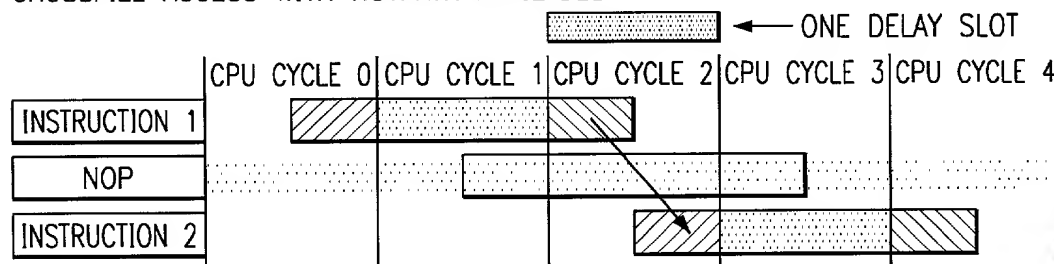 ONE DELAY SLOT
CPU CYCLE 0 CPU CYCLE 1 CPU CYCLE 2 CPU CYCLE 3 CPU CYCLE 4
INSTRUCTION 1
NOP
INSTRUCTION 2